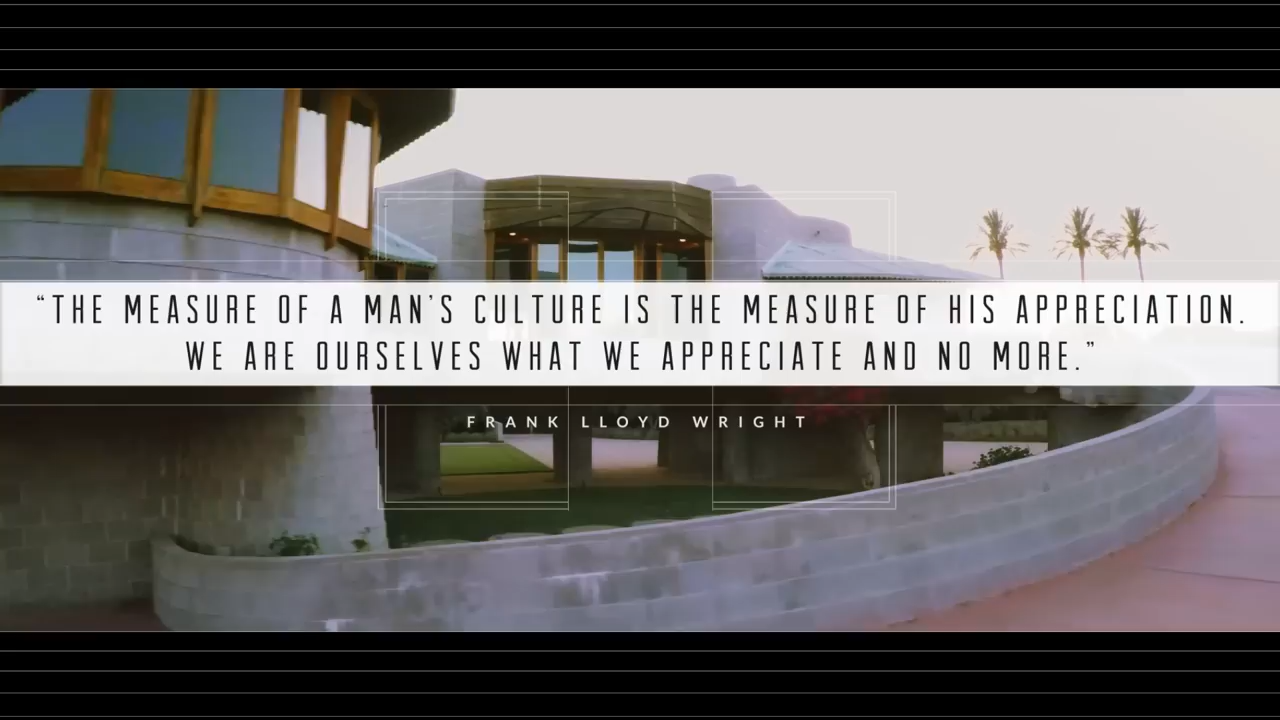 “THE MEASURE OF A MAN’S CULTURE IS THE MEASURE OF HIS APPRECIATION.
WE ARE OURSELVES WHAT WE APPRECIATE AND NO MORE.”
FRANK LLOYD WRIGHT